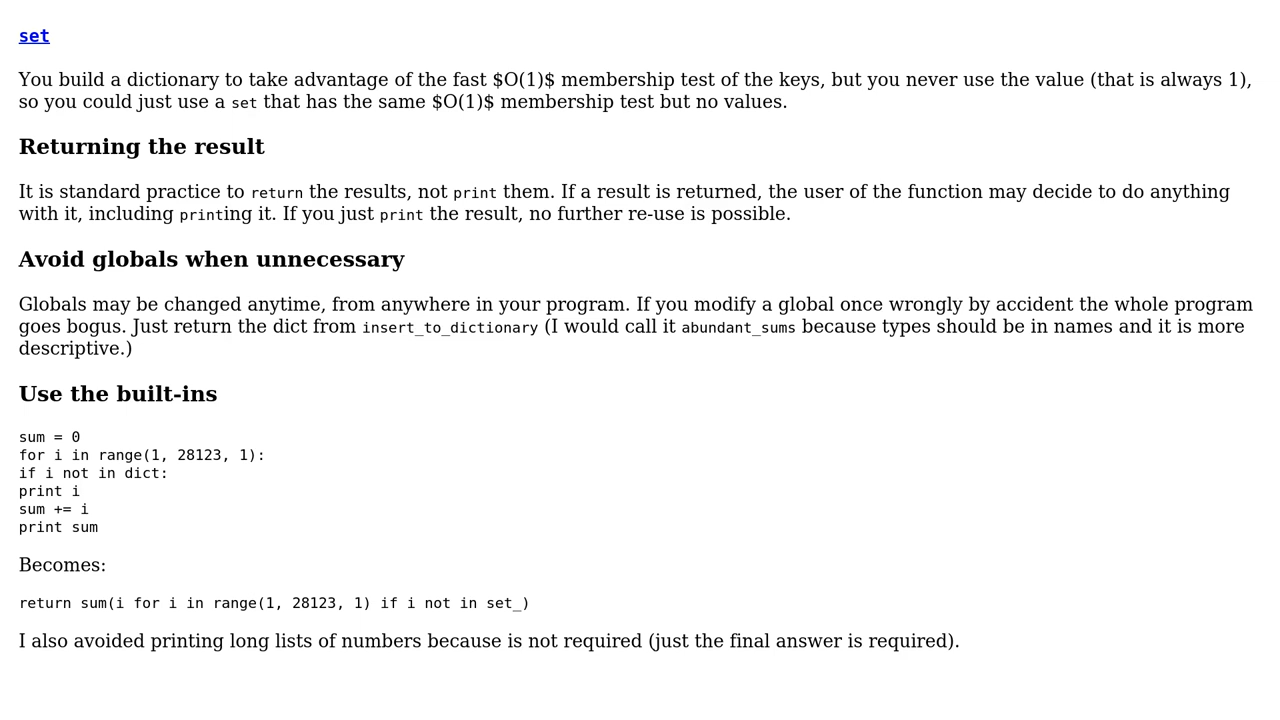 set
You build a dictionary to take advantage of the fast $O(1)$ membership test of the keys, but you never use the value (that is always 1),
so you could just use a set that has the same $O(1)$ membership test but no values.
Returning the result
It is standard practice to return the results, not print them. If a result is returned, the user of the function may decide to do anything
with it, including printing it. If you just print the result, no further re-use is possible.
Avoid globals when unnecessary
Globals may be changed anytime, from anywhere in your program. If you modify a global once wrongly by accident the whole program
goes bogus. Just return the dict from insert_to_dictionary (I would call it abundant_sums because types should be in names and it is more
descriptive.)
Use the built-ins
sum = 0
for i in range(1, 28123, 1):
if i not in dict:
print i
sum += i
print sum
Becomes:
return sum(i for i in range(1, 28123, 1) if i not in set_)
I also avoided printing long lists of numbers because is not required (just the final answer is required).